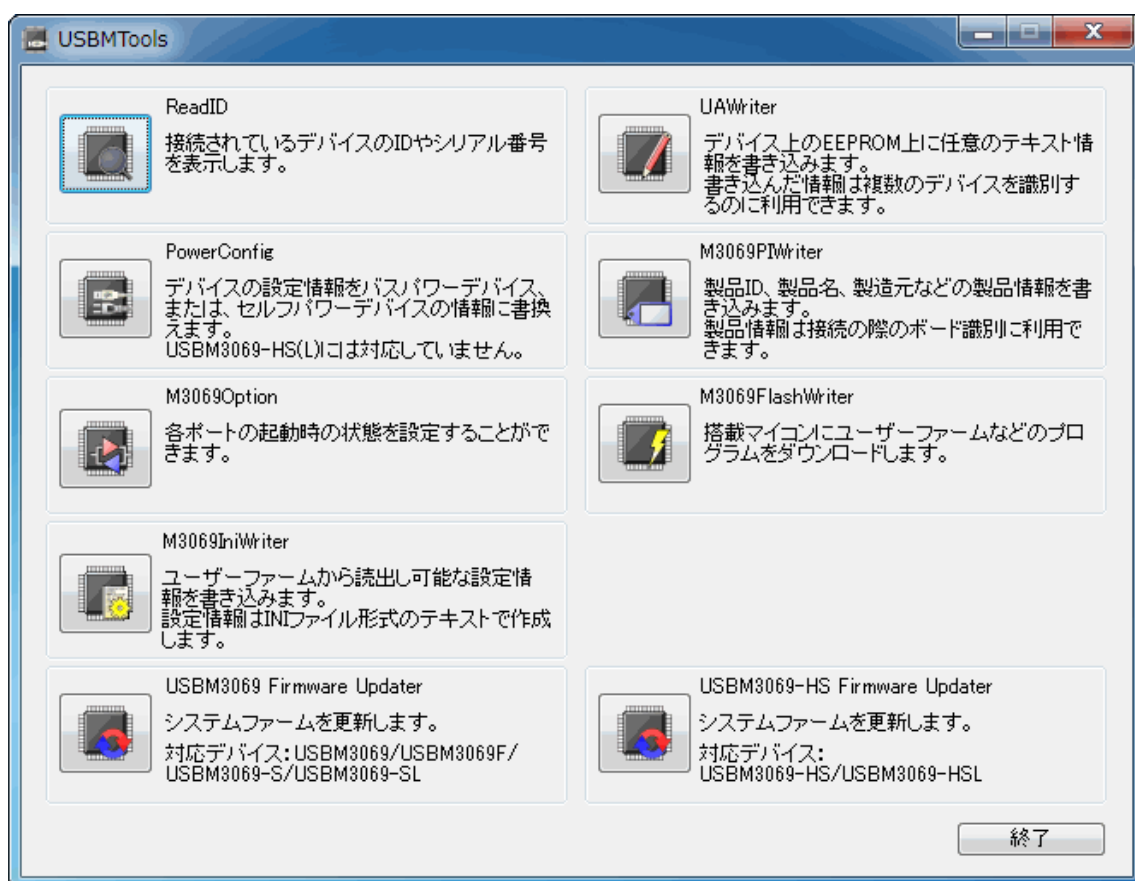 USBMTools
ReadID
接続されているデバイスのIDやシリアル番号
を表示します。
UAWriter
デバイス上のEEPROM上に任意のテキスト情
報を書き込みます。
書き込んだ情報は複数のデバイスを識別す
るのに利用できます。
PowerConfig
デバイスの設定情報をバスパワーデバイス、
または、セルフパワーデバイスの情報に書換
えます。
USBM3069-HS(L)には対応していません。
M3069PIWriter
製品ID、製品名、製造元などの製品情報を書
き込みます。
製品情報は接続の際のボード識別に利用で
きます。
M3069Option
各ポートの起動時の状態を設定することがで
きます。
M3069FlashWriter
搭載マイコンにユーザーファームなどのプロ
グラムをダウンロードします。
M3069IniWriter
ユーザーファームから読出し可能な設定情
報を書き込みます。
設定情報はINIファイル形式のテキストで作成
します。
USBM3069 Firmware Updater
システムファームを更新します。
対応デバイス:USBM3069/USBM3069F/
USBM3069-S/USBM3069-SL
USBM3069-HS Firmware Updater
システムファームを更新します。
対応デバイス:
USBM3069-HS/USBM3069-HSL
終了